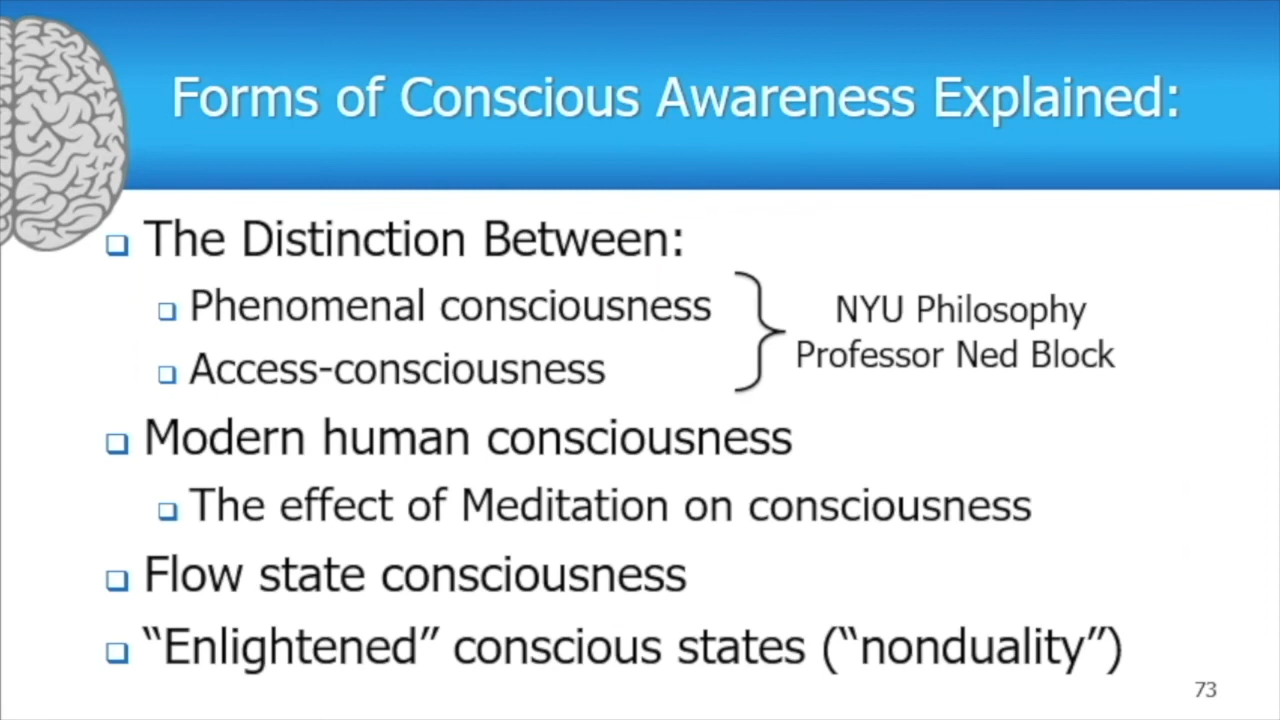 Forms of Conscious Awareness Explained:
The Distinction Between:
Phenomenal consciousness
Access-consciousness
NYU Philosophy
Professor Ned Block
Modern human consciousness
The effect of Meditation on consciousness
Flow state consciousness
“Enlightened” conscious states (“nonduality”)
73